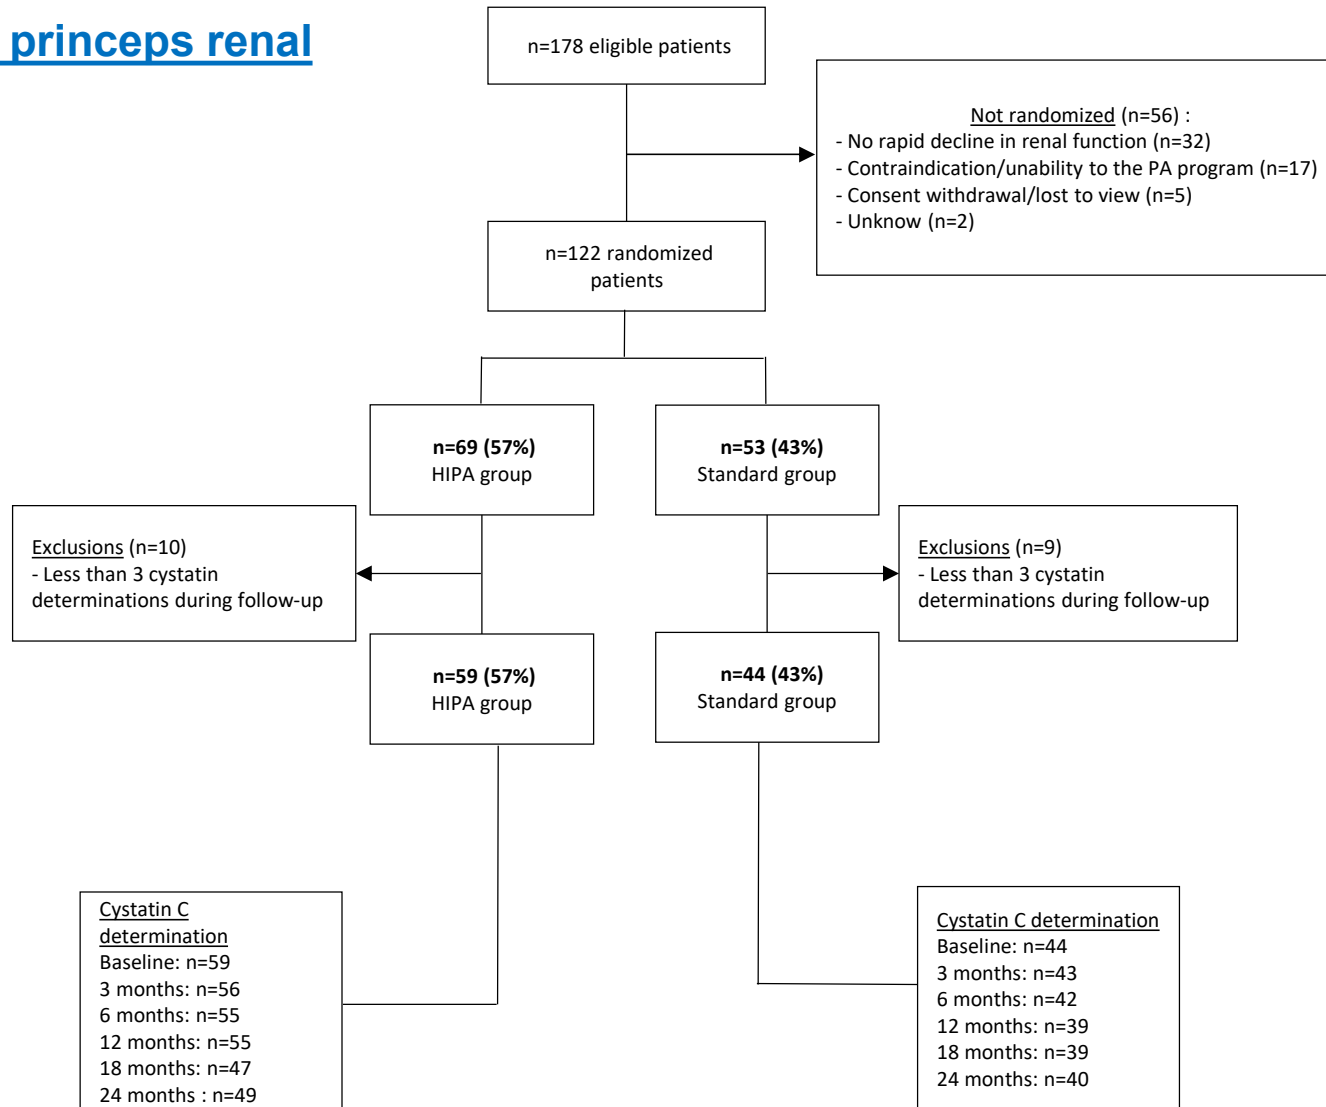 princeps renal
n=178 eligible patients
Not randomized (n=56) :
- No rapid decline in renal function (n=32)
- Contraindication/unability to the PA program (n=17)
- Consent withdrawal/lost to view (n=5)
- Unknow (n=2)
n=122 randomized
patients
n=69 (57%)
HIPA group
n=53 (43%)
Standard group
Exclusions (n=10)
- Less than 3 cystatin
determinations during follow-up
Exclusions (n=9)
- Less than 3 cystatin
determinations during follow-up
n=59 (57%)
HIPA group
n=44 (43%)
Standard group
Cystatin C
determination
Baseline: n=59
3 months: n=56
6 months: n=55
12 months: n=55
18 months: n=47
24 months : n=49
Cystatin C determination
Baseline: n=44
3 months: n=43
6 months: n=42
12 months: n=39
18 months: n=39
24 months: n=40